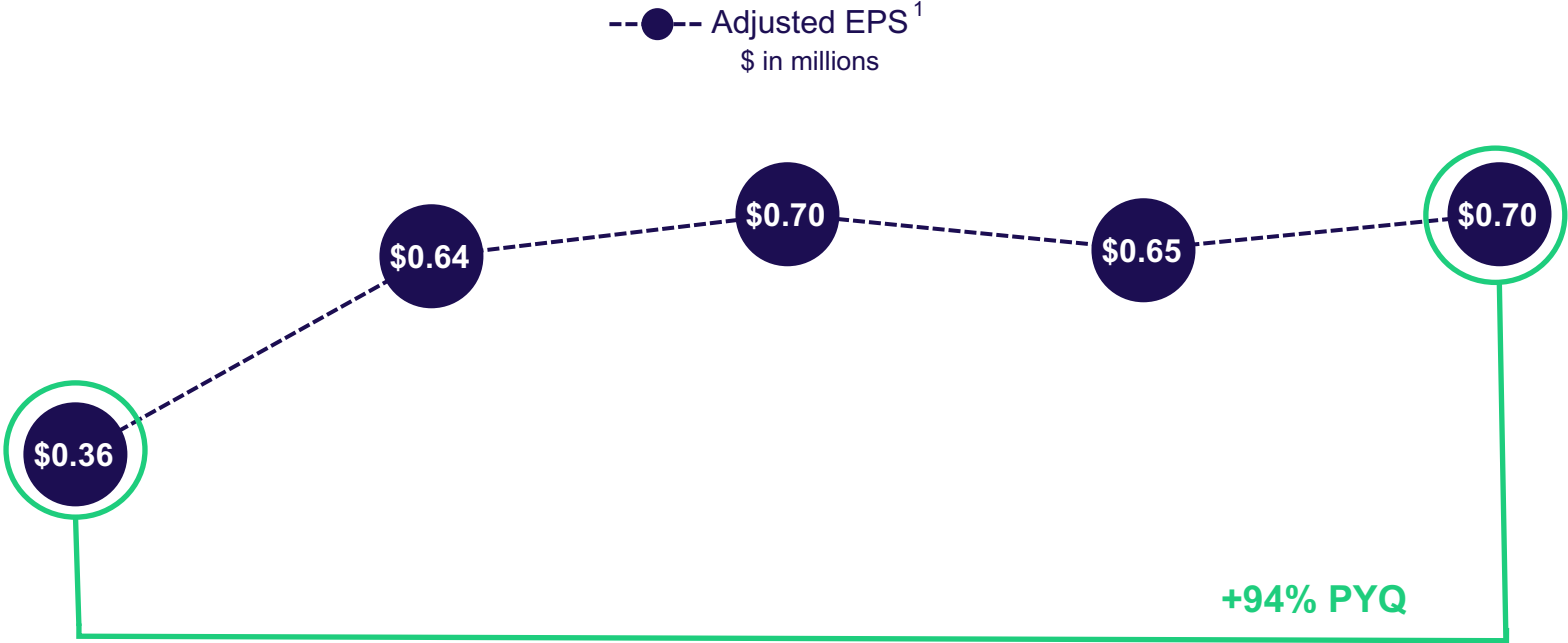 Adjusted EPS 1
$ in millions
$0.36
$0.64
$0.70
$0.65
$0.70
+94% PYQ